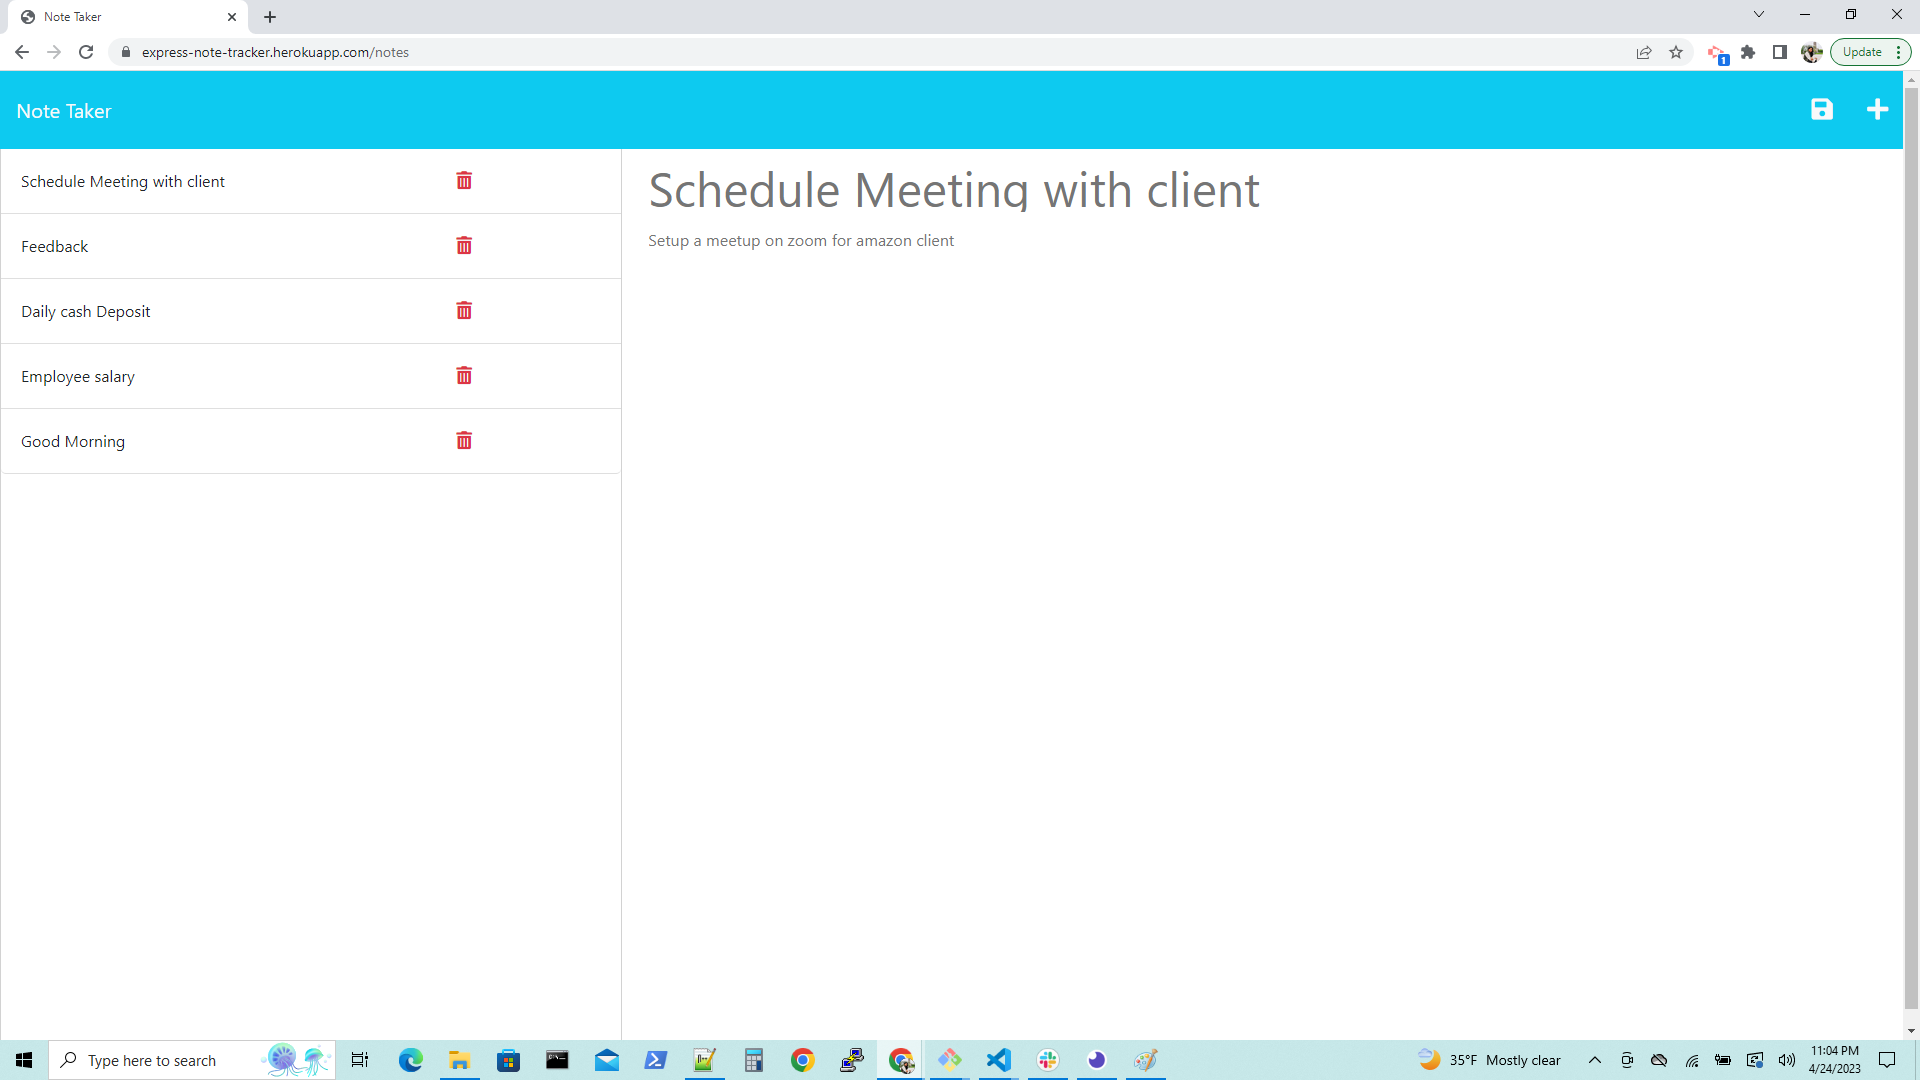 Note Taker
express-note-tracker.herokuapp.com/notes
1
Update
Note Taker
Schedule Meeting with client
Feedback
Daily cash Deposit
Employee salary
Good Morning
Schedule Meeting with client
Setup a meetup on zoom for amazon client
Type here to search
35°F Mostly clear
11:04 PM
4/24/2023